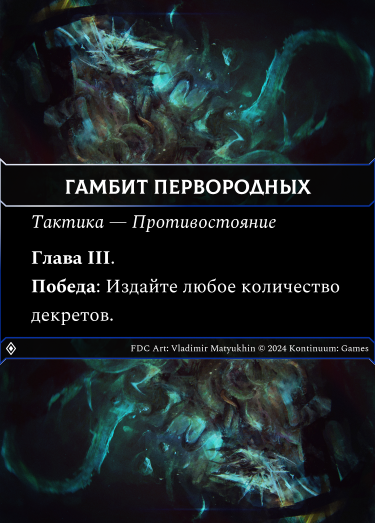 ГАМБИТ ПЕРВОРОДНЫХ
Тактика — Противостояние
Глава III.
Победа: Издайте любое количество
декретов.
FDC Art: Vladimir Matyukhin © 2024 Kontinuum: Games